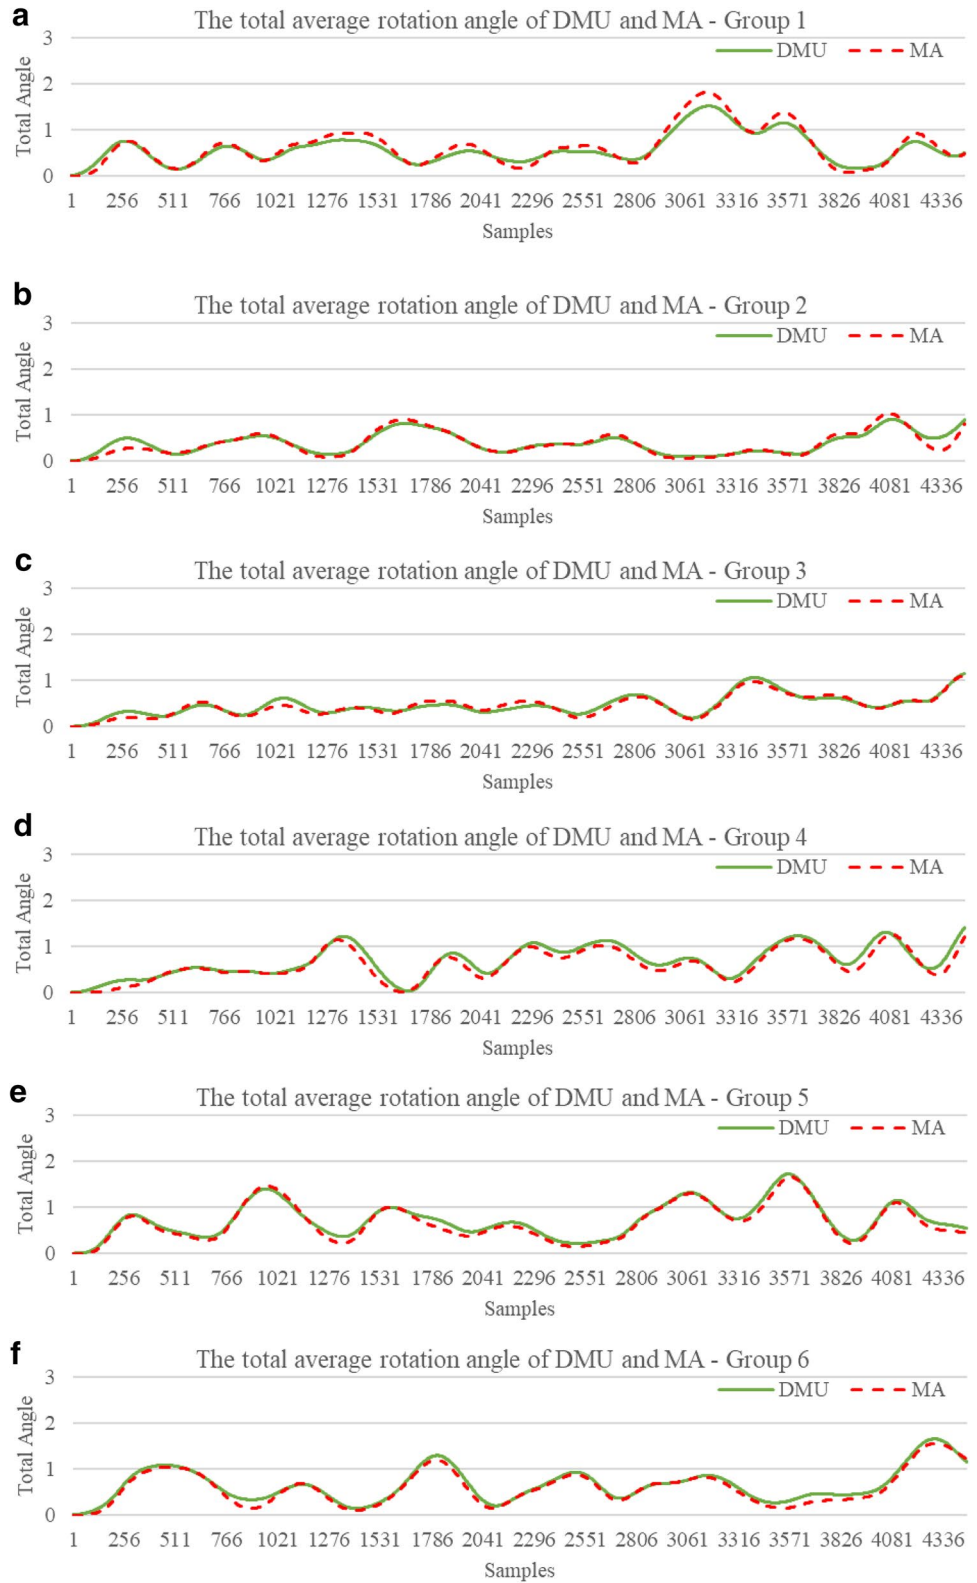 a
The total average rotation angle of DMU and MA - Group 1
DMU MA
Total Angle
3
2
1
0
1 256 511 766 1021 1276 1531 1786 2041 2296 2551 2806 3061 3316 3571 3826 4081 4336
Samples
b
The total average rotation angle of DMU and MA - Group 2
DMU MA
Total Angle
3
2
1
0
1 256 511 766 1021 1276 1531 1786 2041 2296 2551 2806 3061 3316 3571 3826 4081 4336
Samples
c
The total average rotation angle of DMU and MA - Group 3
DMU MA
Total Angle
3
2
1
0
1 256 511 766 1021 1276 1531 1786 2041 2296 2551 2806 3061 3316 3571 3826 4081 4336
Samples
d
The total average rotation angle of DMU and MA - Group 4
DMU MA
Total Angle
3
2
1
0
1 256 511 766 1021 1276 1531 1786 2041 2296 2551 2806 3061 3316 3571 3826 4081 4336
Samples
e
The total average rotation angle of DMU and MA - Group 5
DMU MA
Total Angle
3
2
1
0
1 256 511 766 1021 1276 1531 1786 2041 2296 2551 2806 3061 3316 3571 3826 4081 4336
Samples
f
The total average rotation angle of DMU and MA - Group 6
DMU MA
Total Angle
3
2
1
0
1 256 511 766 1021 1276 1531 1786 2041 2296 2551 2806 3061 3316 3571 3826 4081 4336
Samples